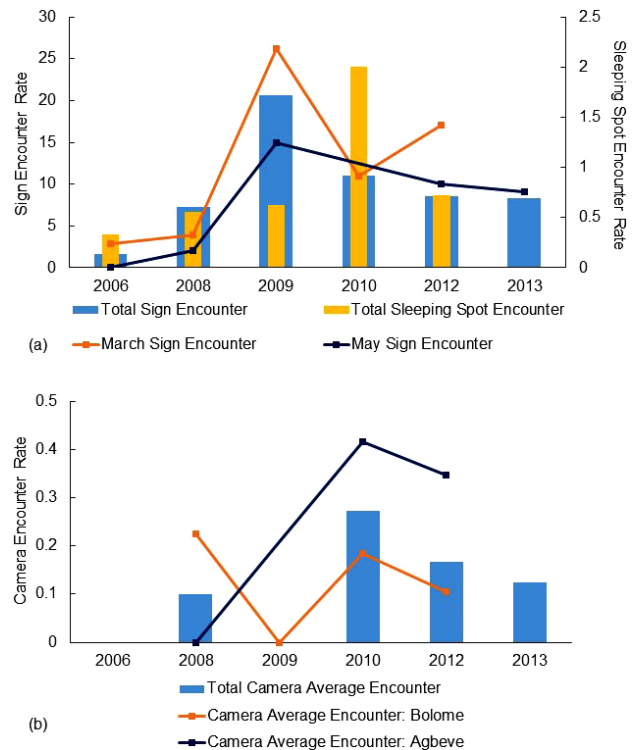 30
25
20
15
10
5
0
Sign Encounter Rate
2.5
2
1.5
1
0.5
0
Sleeping Spot Encounter Rate
2006 2008 2009 2010 2012 2013
Total Sign Encounter Total Sleeping Spot Encounter
(a) March Sign Encounter May Sign Encounter
0.5
0.4
0.3
0.2
0.1
0
Camera Encounter Rate
2006 2008 2009 2010 2012 2013
Total Camera Average Encounter
Camera Average Encounter: Bolome
(b)
Camera Average Encounter: Agbeve